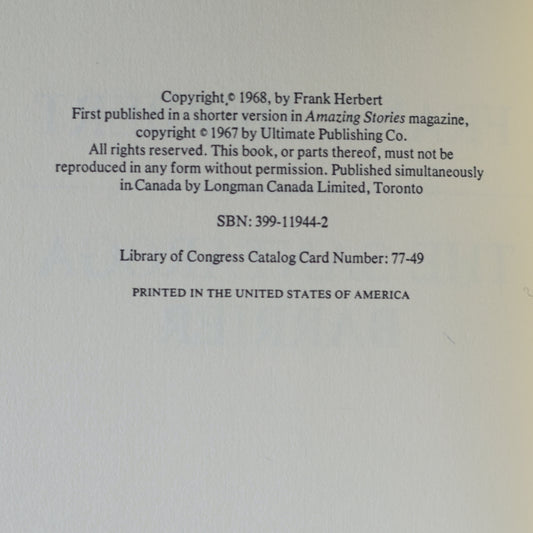 Copyright © 1968, by Frank Herbert
First published in a shorter version in Amazing Stories magazine,
copyright © 1967 by Ultimate Publishing Co.
All rights reserved. This book, or parts thereof, must not be
reproduced in any form without permission. Published simultaneously
in Canada by Longman Canada Limited, Toronto
SBN: 399-11944-2
Library of Congress Catalog Card Number: 77-49
PRINTED IN THE UNITED STATES OF AMERICA